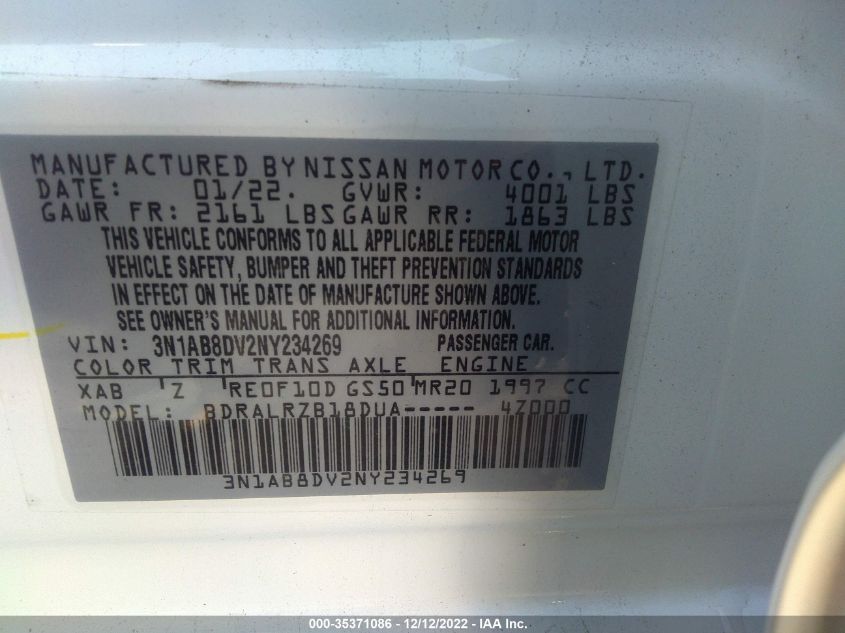 MANUFACTURED BY NISSAN MOTOR CO., LTD.
DATE: 01/22. GVWR: 4001 LBS
GAWR FR: 2161 LBS GAWR RR: 1863 LBS
THIS VEHICLE CONFORMS TO ALL APPLICABLE FEDERAL MOTOR
VEHICLE SAFETY, BUMPER AND THEFT PREVENTION STANDARDS
IN EFFECT ON THE DATE OF MANUFACTURE SHOWN ABOVE.
SEE OWNER'S MANUAL FOR ADDITIONAL INFORMATION.
VIN: 3N1AB8DV2NY234269 PASSENGER CAR.
COLOR TRIM TRANS AXLE ENGINE
XAB Z RE0F10D GS50 MR20 1997 CC
MODEL: BDRALRZB18DUA----- 4Z000
3N1AB8DV2NY234269
000-35371086 - 12/12/2022 - IAA Inc.